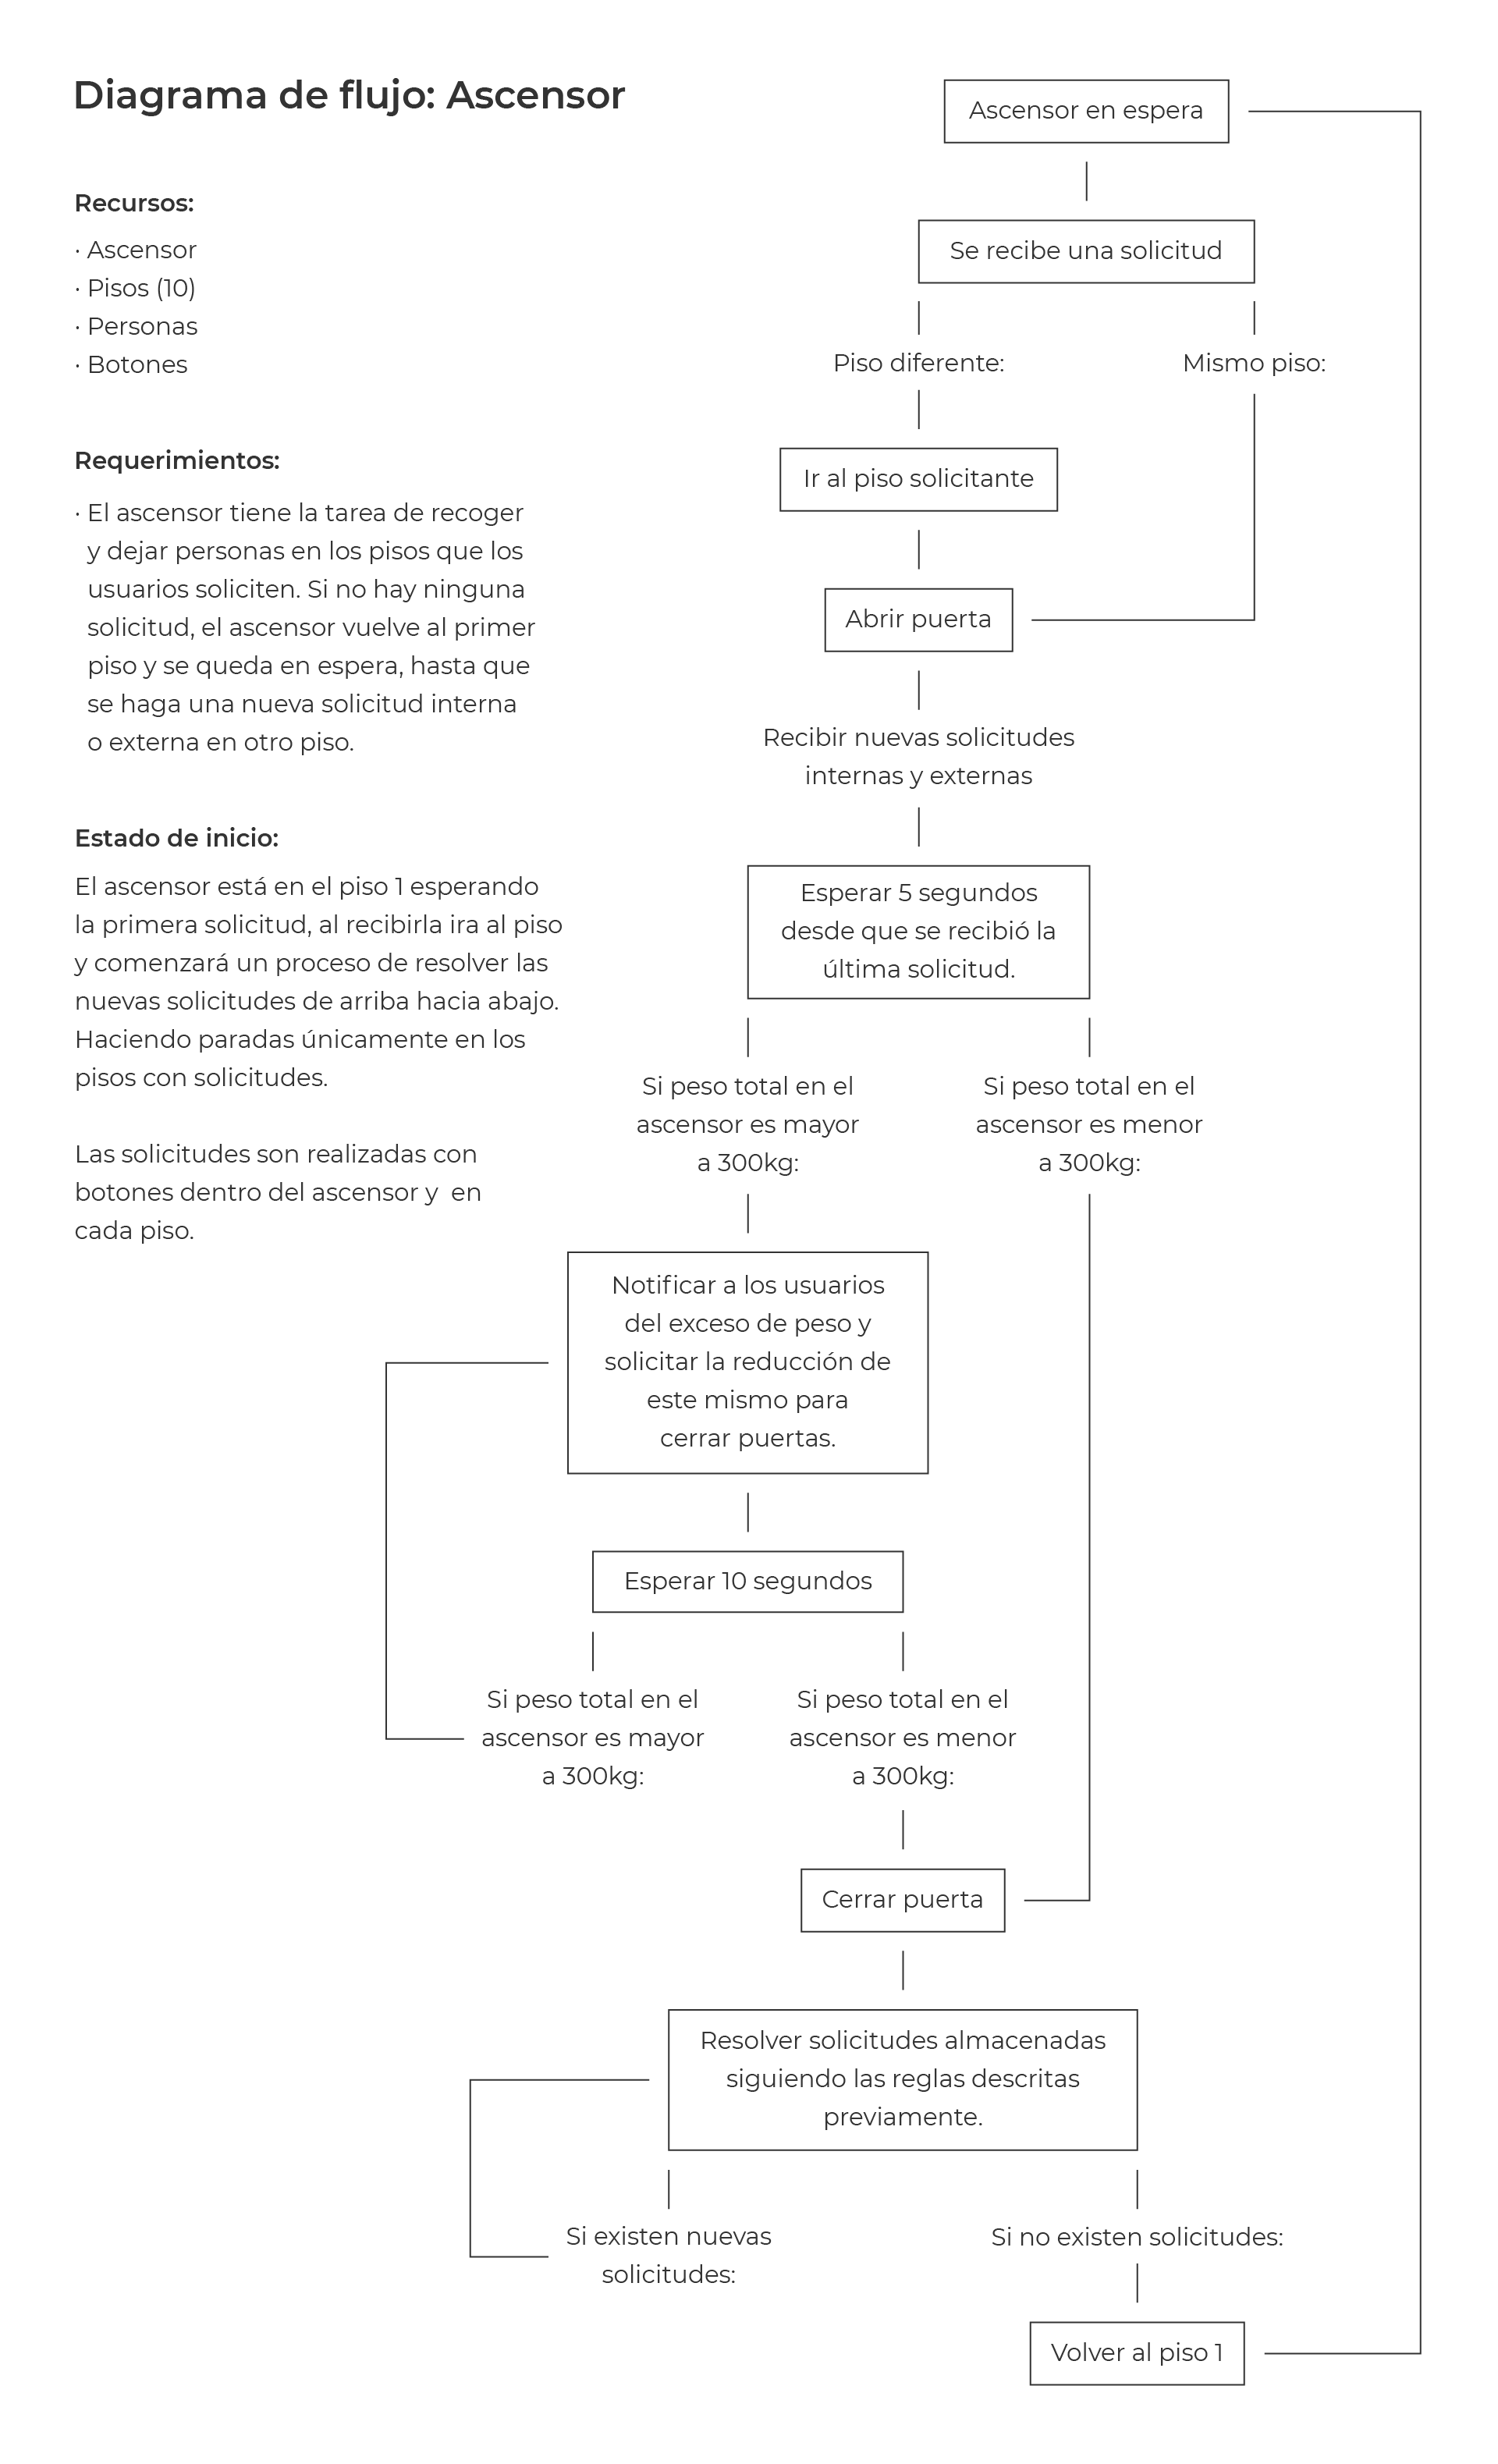 Diagrama de flujo: Ascensor
Recursos:
· Ascensor
· Pisos (10)
· Personas
· Botones
Requerimientos:
· El ascensor tiene la tarea de recoger
y dejar personas en los pisos que los
usuarios soliciten. Si no hay ninguna
solicitud, el ascensor vuelve al primer
piso y se queda en espera, hasta que
se haga una nueva solicitud interna
o externa en otro piso.
Estado de inicio:
El ascensor está en el piso 1 esperando
la primera solicitud, al recibirla ira al piso
y comenzará un proceso de resolver las
nuevas solicitudes de arriba hacia abajo.
Haciendo paradas únicamente en los
pisos con solicitudes.
Las solicitudes son realizadas con
botones dentro del ascensor y  en
cada piso.
Ascensor en espera
Se recibe una solicitud
Piso diferente:
Mismo piso:
Ir al piso solicitante
Abrir puerta
Recibir nuevas solicitudes
internas y externas
Esperar 5 segundos
desde que se recibió la
última solicitud.
Si peso total en el
ascensor es mayor
a 300kg:
Si peso total en el
ascensor es menor
a 300kg:
Notificar a los usuarios
del exceso de peso y
solicitar la reducción de
este mismo para
cerrar puertas.
Esperar 10 segundos
Si peso total en el
ascensor es mayor
a 300kg:
Si peso total en el
ascensor es menor
a 300kg:
Cerrar puerta
Resolver solicitudes almacenadas
siguiendo las reglas descritas
previamente.
Si existen nuevas
solicitudes:
Si no existen solicitudes:
Volver al piso 1